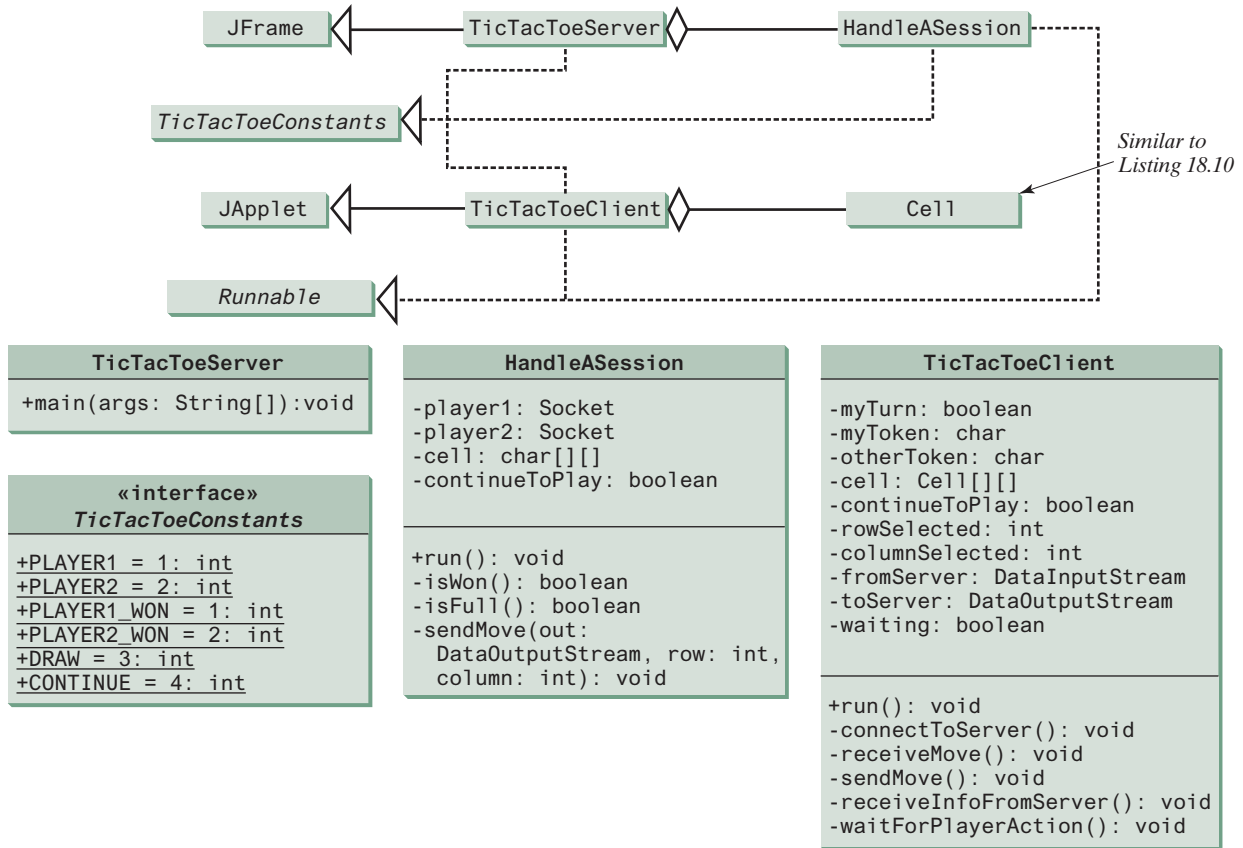 JFrame
TicTacToeServer
HandleASession
TicTacToeConstants
Similar to
Listing 18.10
JApplet
TicTacToeClient
Cell
Runnable
TicTacToeServer
+main(args: String[]):void
«interface»
TicTacToeConstants
+PLAYER1 = 1: int
+PLAYER2 = 2: int
+PLAYER1_WON = 1: int
+PLAYER2_WON = 2: int
+DRAW = 3: int
+CONTINUE = 4: int
HandleASession
-player1: Socket
-player2: Socket
-cell: char[][]
-continueToPlay: boolean
+run(): void
-isWon(): boolean
-isFull(): boolean
-sendMove(out:
DataOutputStream, row: int,
column: int): void
TicTacToeClient
-myTurn: boolean
-myToken: char
-otherToken: char
-cell: Cell[][]
-continueToPlay: boolean
-rowSelected: int
-columnSelected: int
-fromServer: DataInputStream
-toServer: DataOutputStream
-waiting: boolean
+run(): void
-connectToServer(): void
-receiveMove(): void
-sendMove(): void
-receiveInfoFromServer(): void
-waitForPlayerAction(): void